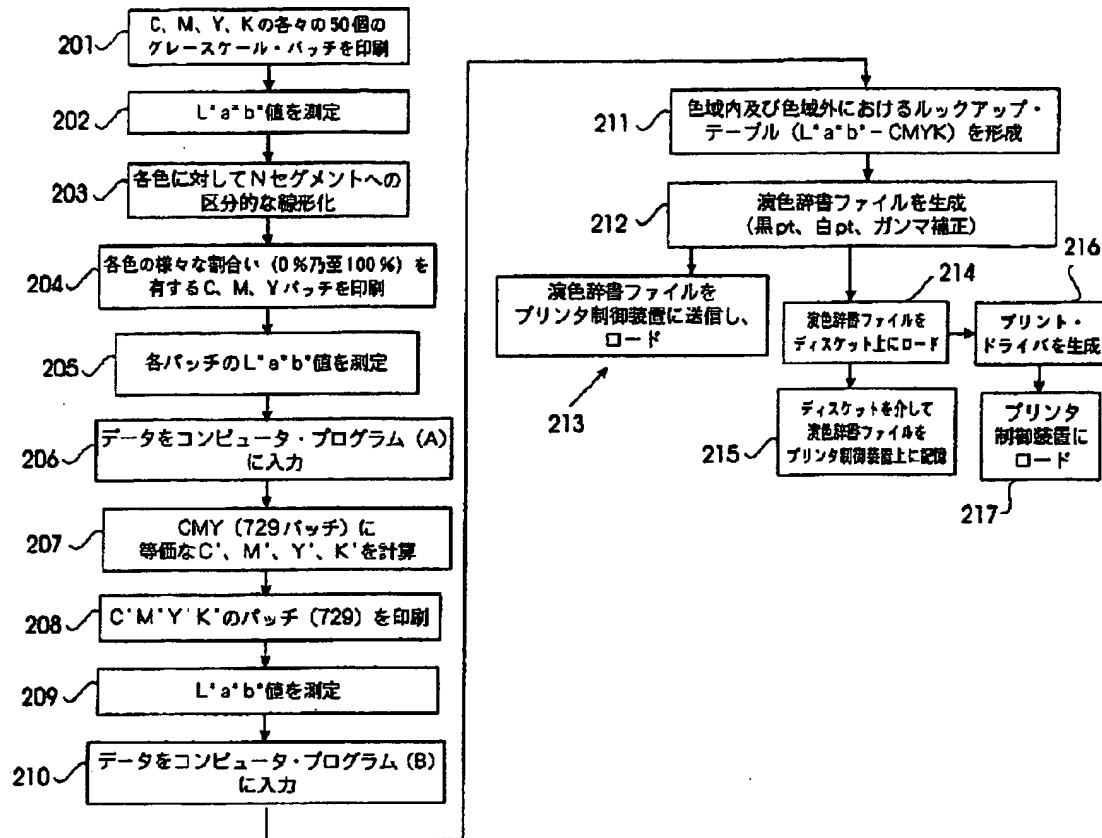 201
C、M、Y、Kの各々の50個の
グレースケール・パッチを印刷
202
L*a*b*値を測定
203
各色に対してNセグメントへの
区分的な線形化
204
各色の様々な割合い(0%乃至100%)を
有するC、M、Yパッチを印刷
205
各パッチのL*a*b*値を測定
206
データをコンピュータ・プログラム(A)
に入力
207
CMY(729パッチ)に
等価なC'、M'、Y'、K'を計算
208
C'M'Y'K'のパッチ(729)を印刷
209
L*a*b*値を測定
210
データをコンピュータ・プログラム(B)
に入力
211
色域内及び色域外におけるルックアップ・
テーブル(L*a*b*-CMYK)を形成
212
演色辞書ファイルを生成
(黒pt、白pt、ガンマ補正)
213
演色辞書ファイルを
プリンタ制御装置に送信し、
ロード
214
演色辞書ファイルを
ディスケット上にロード
215
ディスケットを介して
演色辞書ファイルを
プリンタ制御装置上に記憶
216
プリント・
ドライバを生成
217
プリンタ
制御装置に
ロード